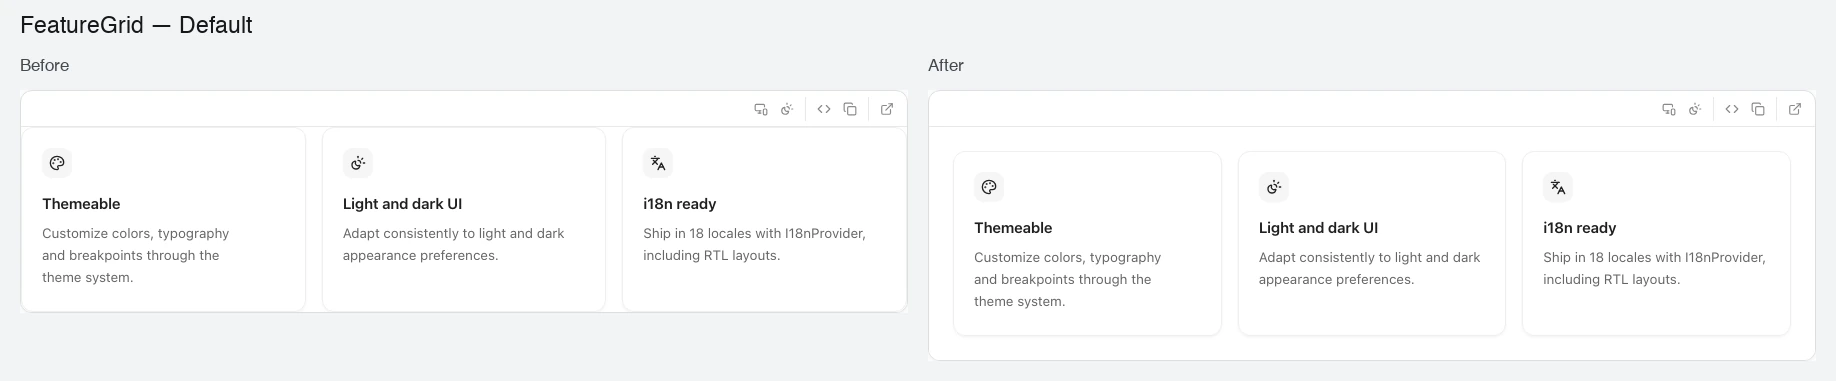 FeatureGrid — Default
Before
Themeable
Customize colors, typography
and breakpoints through the
theme system.
Light and dark UI
Adapt consistently to light and dark
appearance preferences.
i18n ready
Ship in 18 locales with I18nProvider,
including RTL layouts.
After
Themeable
Customize colors, typography
and breakpoints through the
theme system.
Light and dark UI
Adapt consistently to light and dark
appearance preferences.
i18n ready
Ship in 18 locales with I18nProvider,
including RTL layouts.